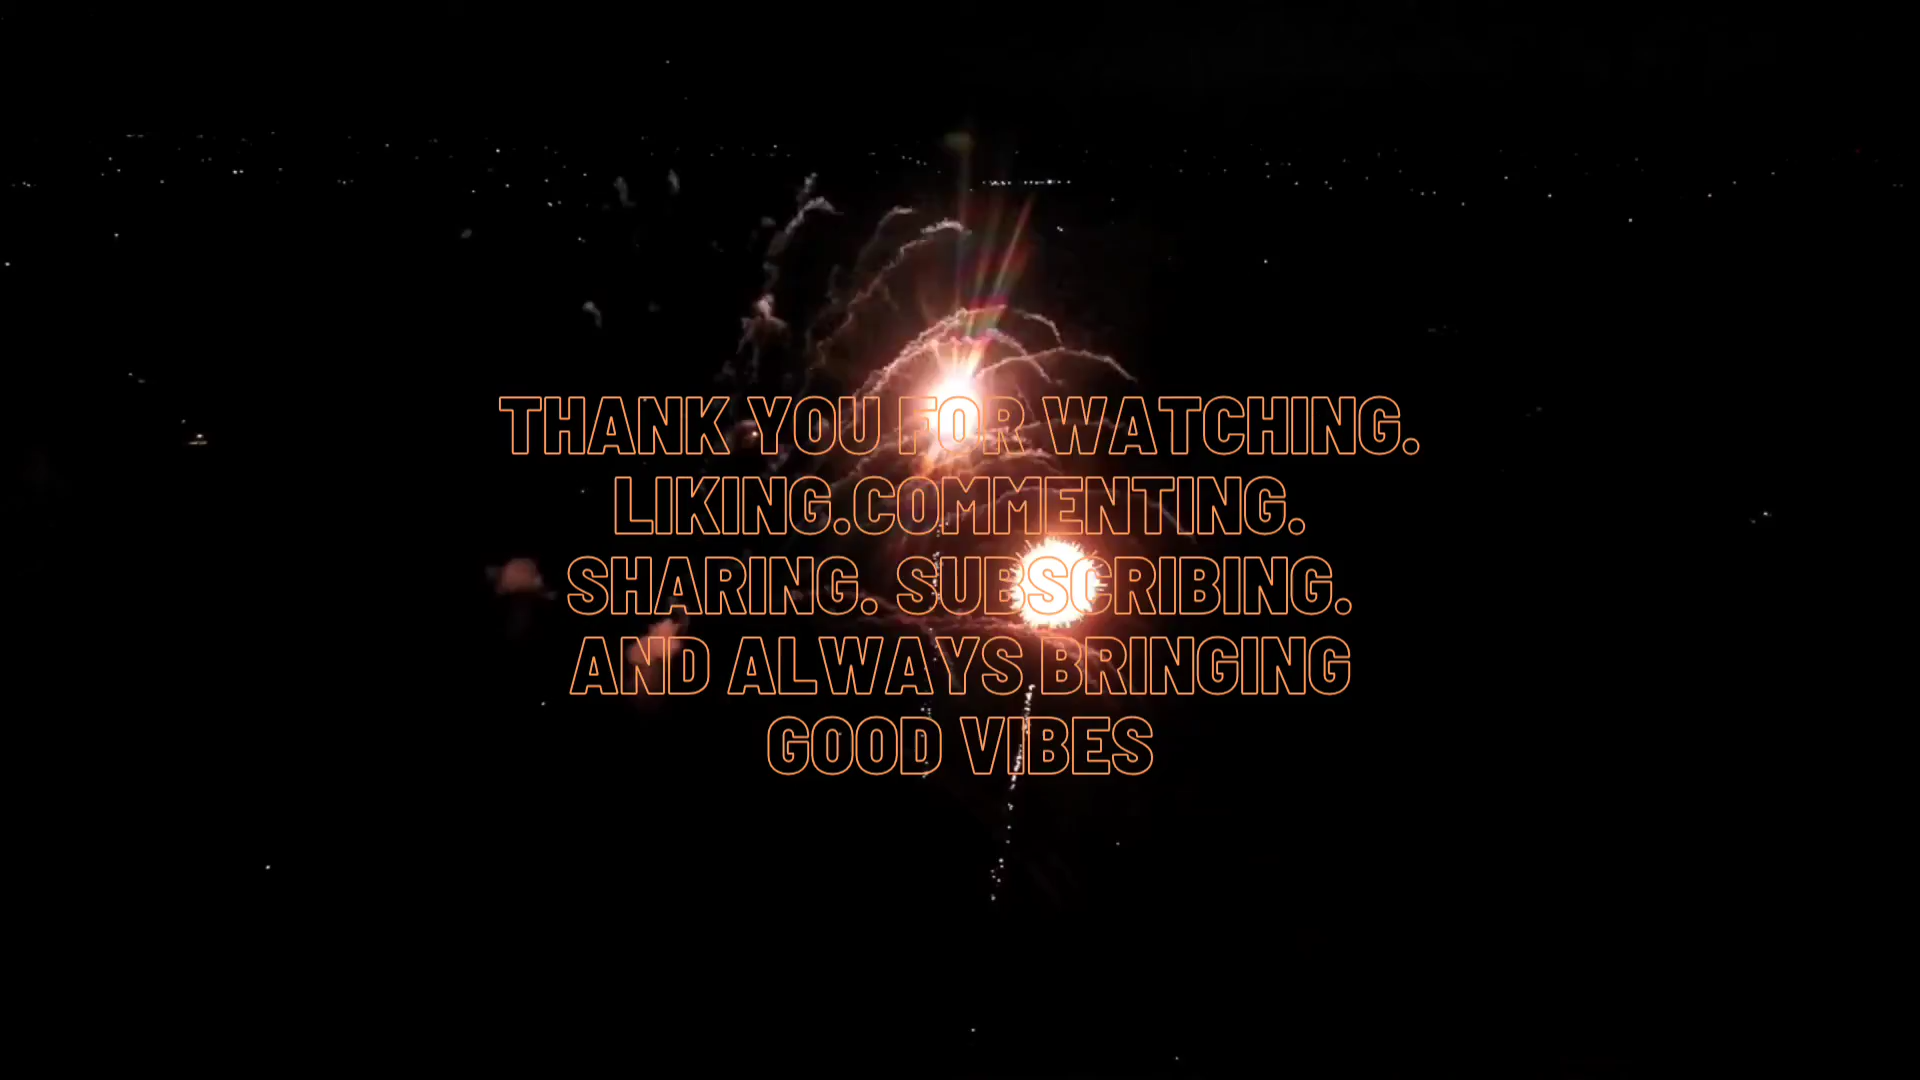 THANK YOU FOR WATCHING.
LIKING.COMMENTING.
SHARING. SUBSCRIBING.
AND ALWAYS BRINGING
GOOD VIBES